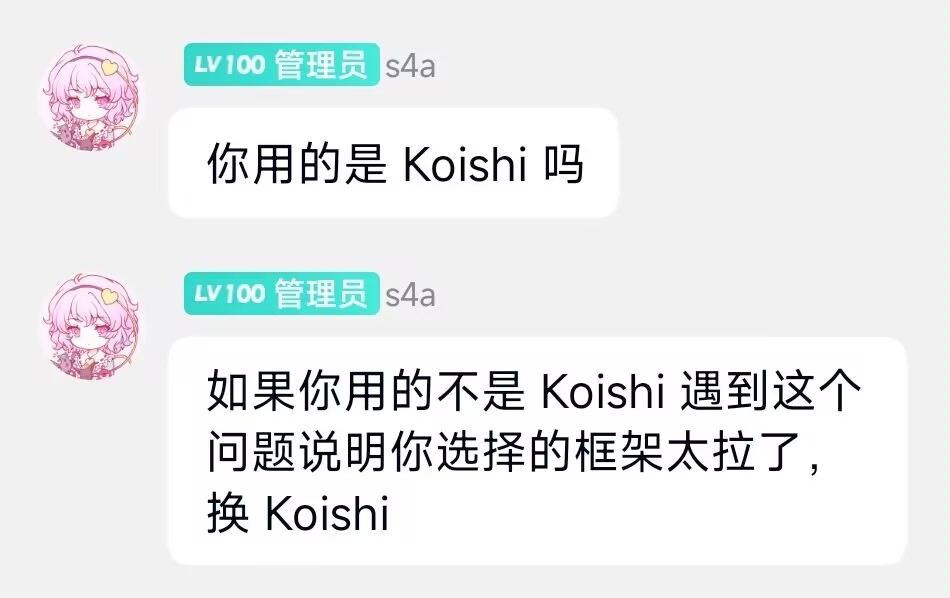 LV100 管理员 s4a
你用的是 Koishi 吗
LV100 管理员 s4a
如果你用的不是 Koishi 遇到这个
问题说明你选择的框架太拉了，
换 Koishi